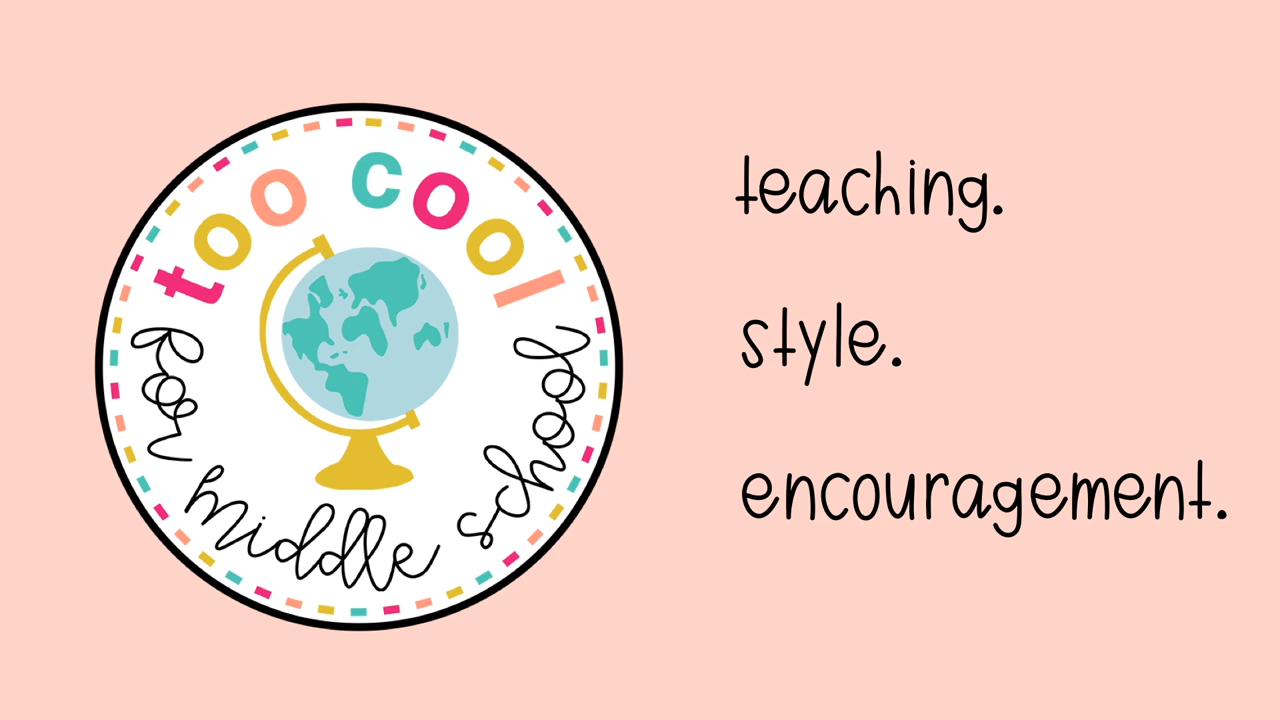 too cool
for middle school
teaching.
style.
encouragement.